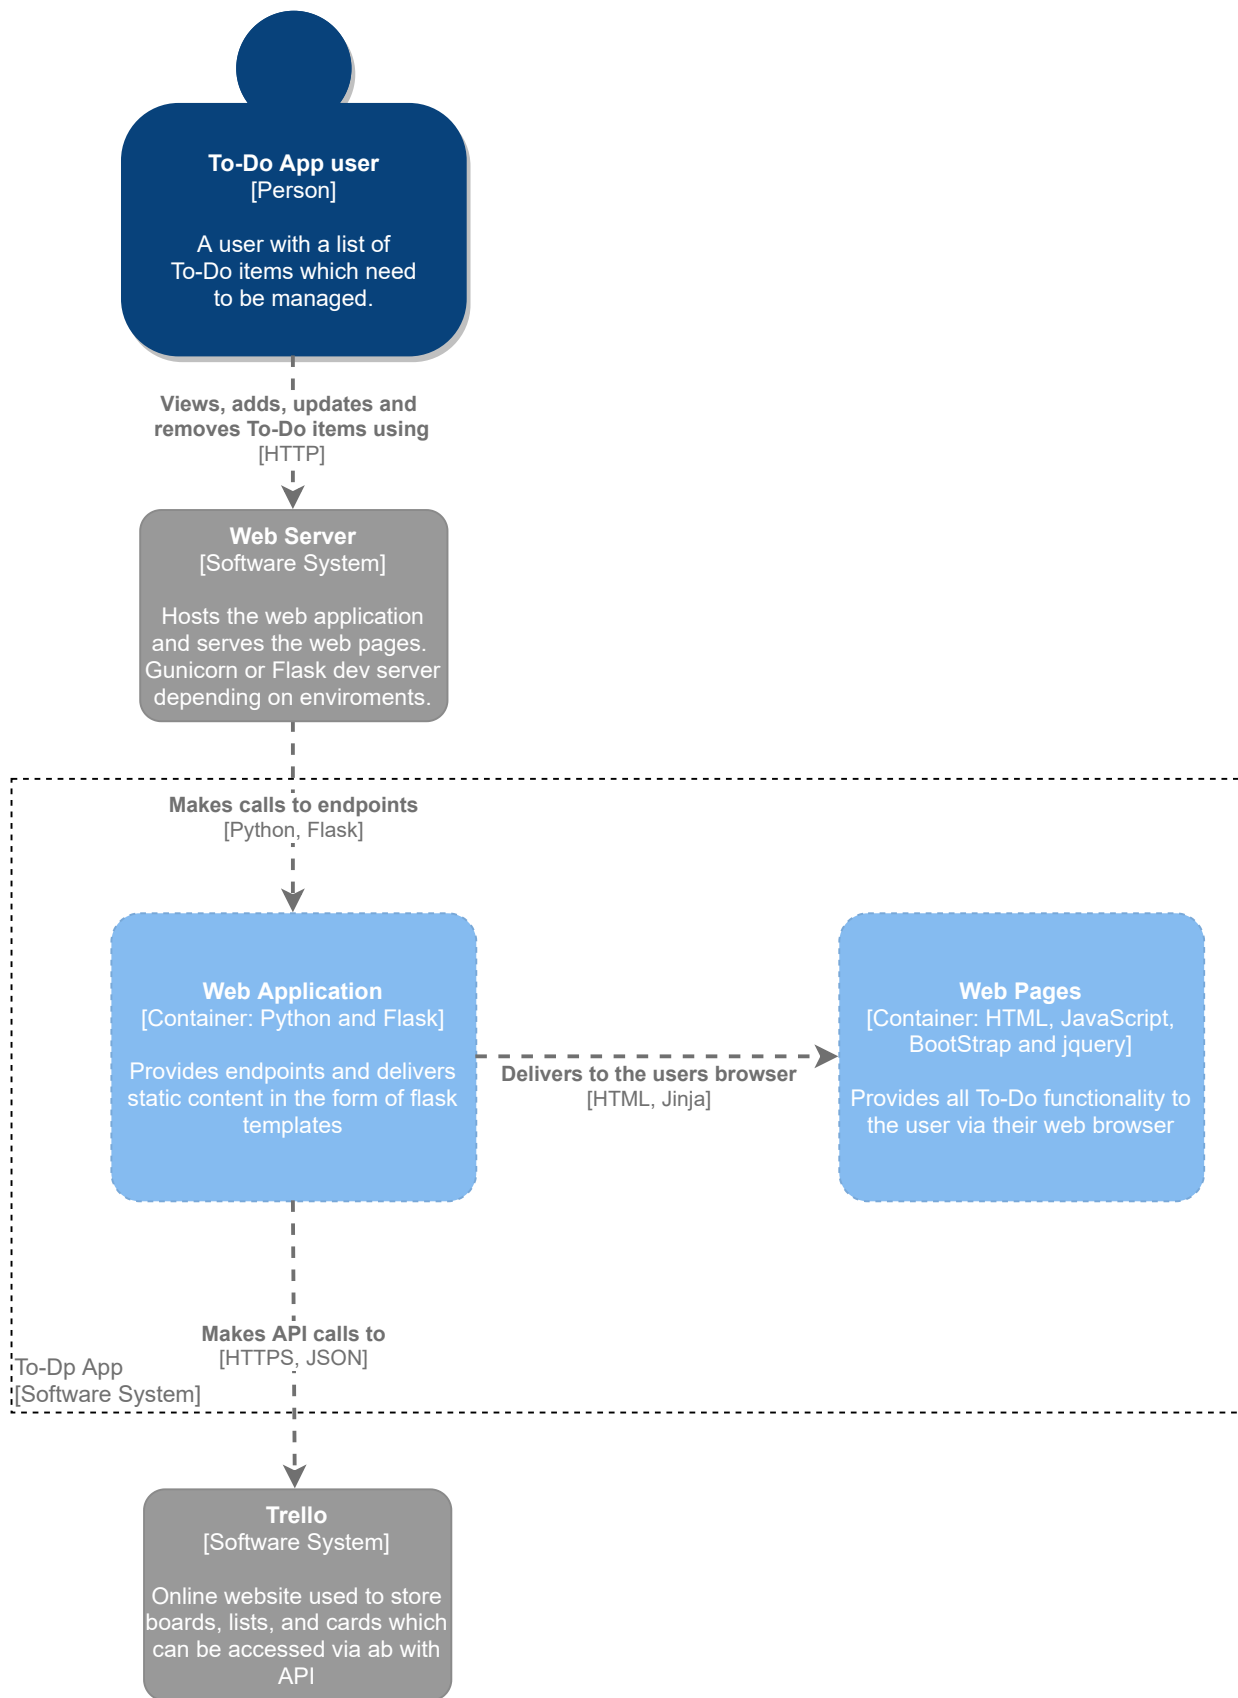 To-Do App user
[Person]
A user with a list of
To-Do items which need
to be managed.
Views, adds, updates and
removes To-Do items using
[HTTP]
Web Server
[Software System]
Hosts the web application
and serves the web pages.
Gunicorn or Flask dev server
depending on enviroments.
Makes calls to endpoints
[Python, Flask]
Web Application
[Container: Python and Flask]
Provides endpoints and delivers
static content in the form of flask
templates
Delivers to the users browser
[HTML, Jinja]
Web Pages
[Container: HTML, JavaScript,
BootStrap and jquery]
Provides all To-Do functionality to
the user via their web browser
Makes API calls to
[HTTPS, JSON]
To-Dp App
[Software System]
Trello
[Software System]
Online website used to store
boards, lists, and cards which
can be accessed via ab with
API